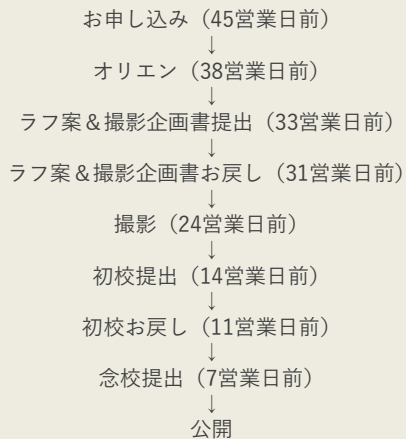 お申し込み（45営業日前）
↓
オリエン（38営業日前）
↓
ラフ案＆撮影企画書提出（33営業日前）
↓
ラフ案＆撮影企画書お戻し（31営業日前）
↓
撮影（24営業日前）
↓
初校提出（14営業日前）
↓
初校お戻し（11営業日前）
↓
念校提出（7営業日前）
↓
公開